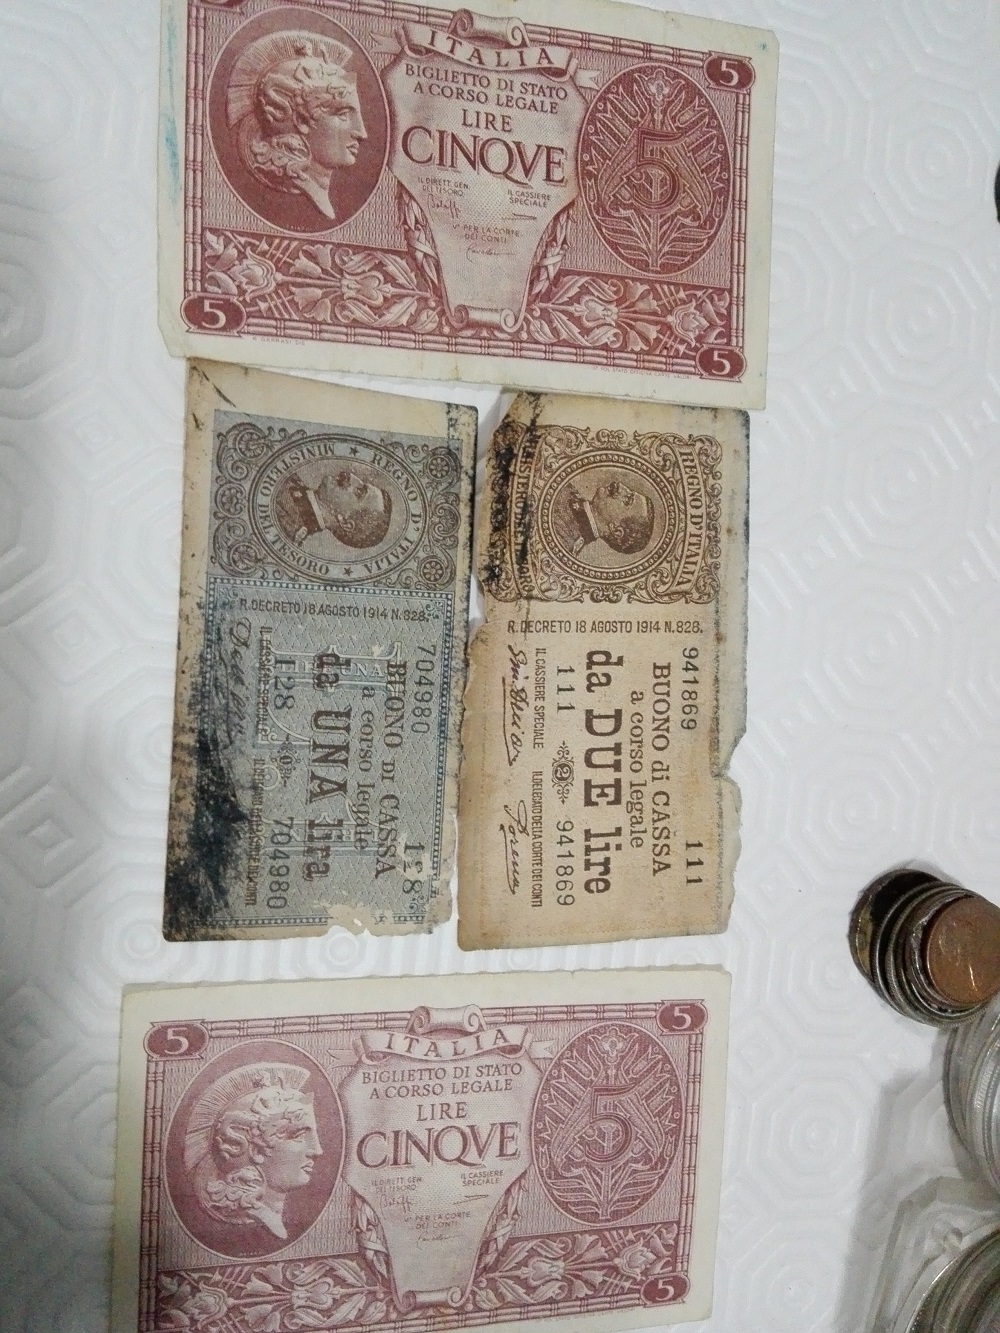 5
ITALIA
BIGLIETTO DI STATO
A CORSO LEGALE
LIRE
CINQVE
IL DIRETT. GEN.
DEL TESORO
IL CASSIERE
SPECIALE
Vº PER LA CORTE
DEI CONTI
5
5
5
REGNO D'ITALIA
MINISTERO DEL TESORO
R. DECRETO 18 AGOSTO 1914 N. 828.
704980
128
BUONO DI CASSA
a corso legale
da UNA lira
128
704980
REGNO D'ITALIA
R. DECRETO 18 AGOSTO 1914 N. 828.
941869
111
BUONO di CASSA
a corso legale
da DUE lire
111
2
941869
IL CASSIERE SPECIALE
IL DELEGATO DELLA CORTE DEI CONTI
5
5
ITALIA
BIGLIETTO DI STATO
A CORSO LEGALE
LIRE
CINQVE
5
IL DIRETT. GEN.
DEL TESORO
IL CASSIERE
SPECIALE
Vº PER LA CORTE
DEI CONTI
5